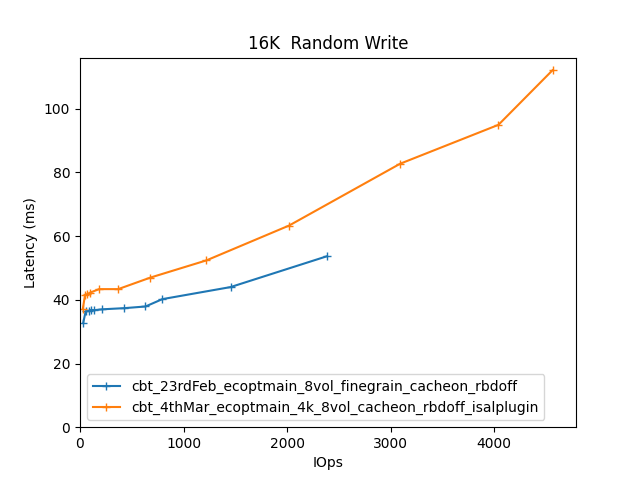 16K  Random Write
Latency (ms)
100
80
60
40
20
0
cbt_23rdFeb_ecoptmain_8vol_finegrain_cacheon_rbdoff
cbt_4thMar_ecoptmain_4k_8vol_cacheon_rbdoff_isalplugin
0 1000 2000 3000 4000
IOps